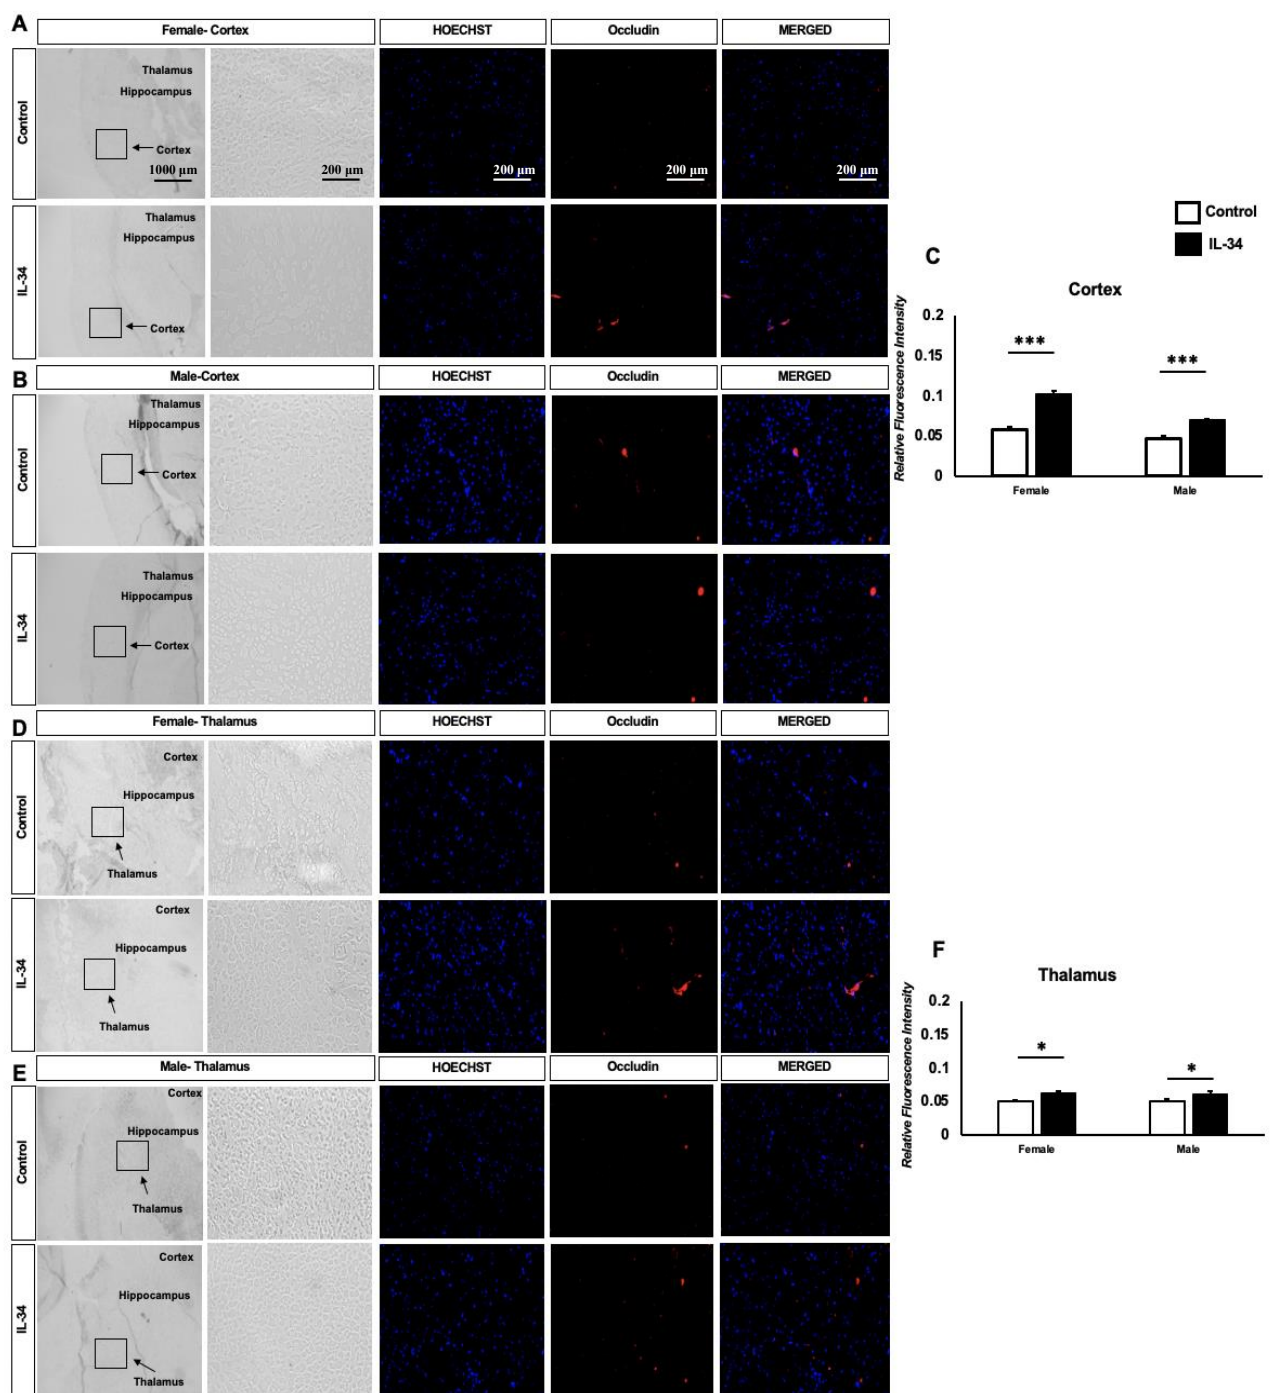 A
Female- Cortex
HOECHST
Occludin
MERGED
Control
Thalamus
Hippocampus
Cortex
1000 µm
200 µm
200 µm
200 µm
200 µm
IL-34
Thalamus
Hippocampus
Cortex
B
Male-Cortex
HOECHST
Occludin
MERGED
Control
Thalamus
Hippocampus
Cortex
IL-34
Thalamus
Hippocampus
Cortex
Control
IL-34
C
Cortex
Relative Fluorescence Intensity
0.2
0.15
0.1
0.05
0
***
***
Female
Male
D
Female- Thalamus
HOECHST
Occludin
MERGED
Control
Cortex
Hippocampus
Thalamus
IL-34
Cortex
Hippocampus
Thalamus
E
Male- Thalamus
HOECHST
Occludin
MERGED
Control
Cortex
Hippocampus
Thalamus
IL-34
Cortex
Hippocampus
Thalamus
F
Thalamus
Relative Fluorescence Intensity
0.2
0.15
0.1
0.05
0
*
*
Female
Male